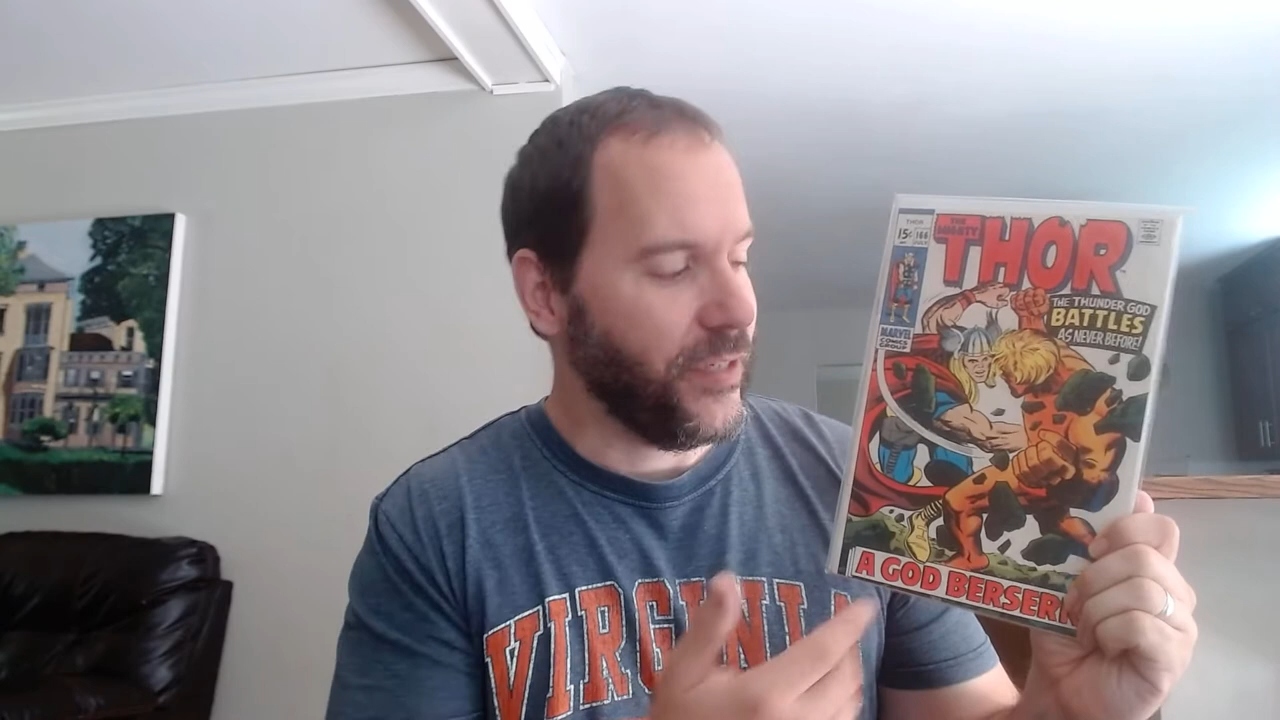 THOR
15¢ 166
THE MIGHTY
THOR
MARVEL
COMICS
GROUP
THE THUNDER GOD
BATTLES
AS NEVER BEFORE!
A GOD BERSERK
VIRGINIA